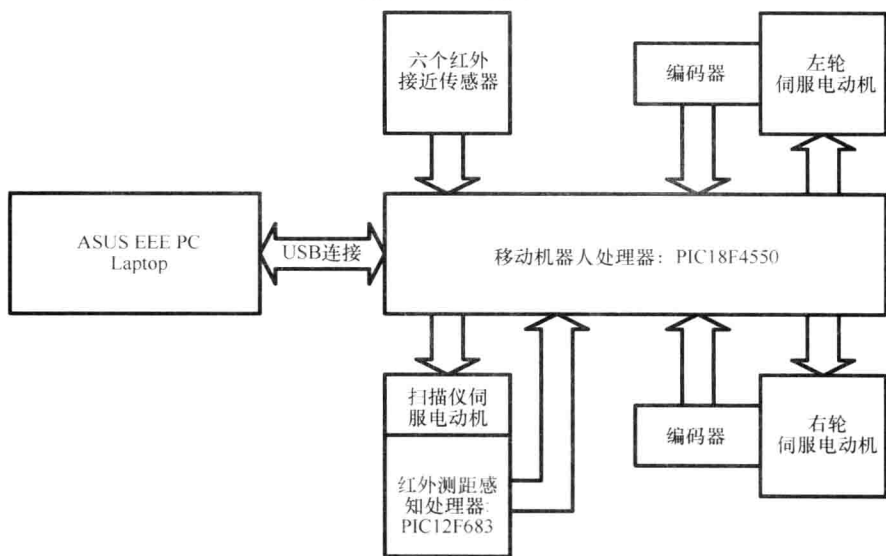 六个红外
接近传感器
编码器
左轮
伺服电动机
ASUS EEE PC
Laptop
USB连接
移动机器人处理器：PIC18F4550
扫描仪伺
服电动机
红外测距感
知处理器:
PIC12F683
编码器
右轮
伺服电动机